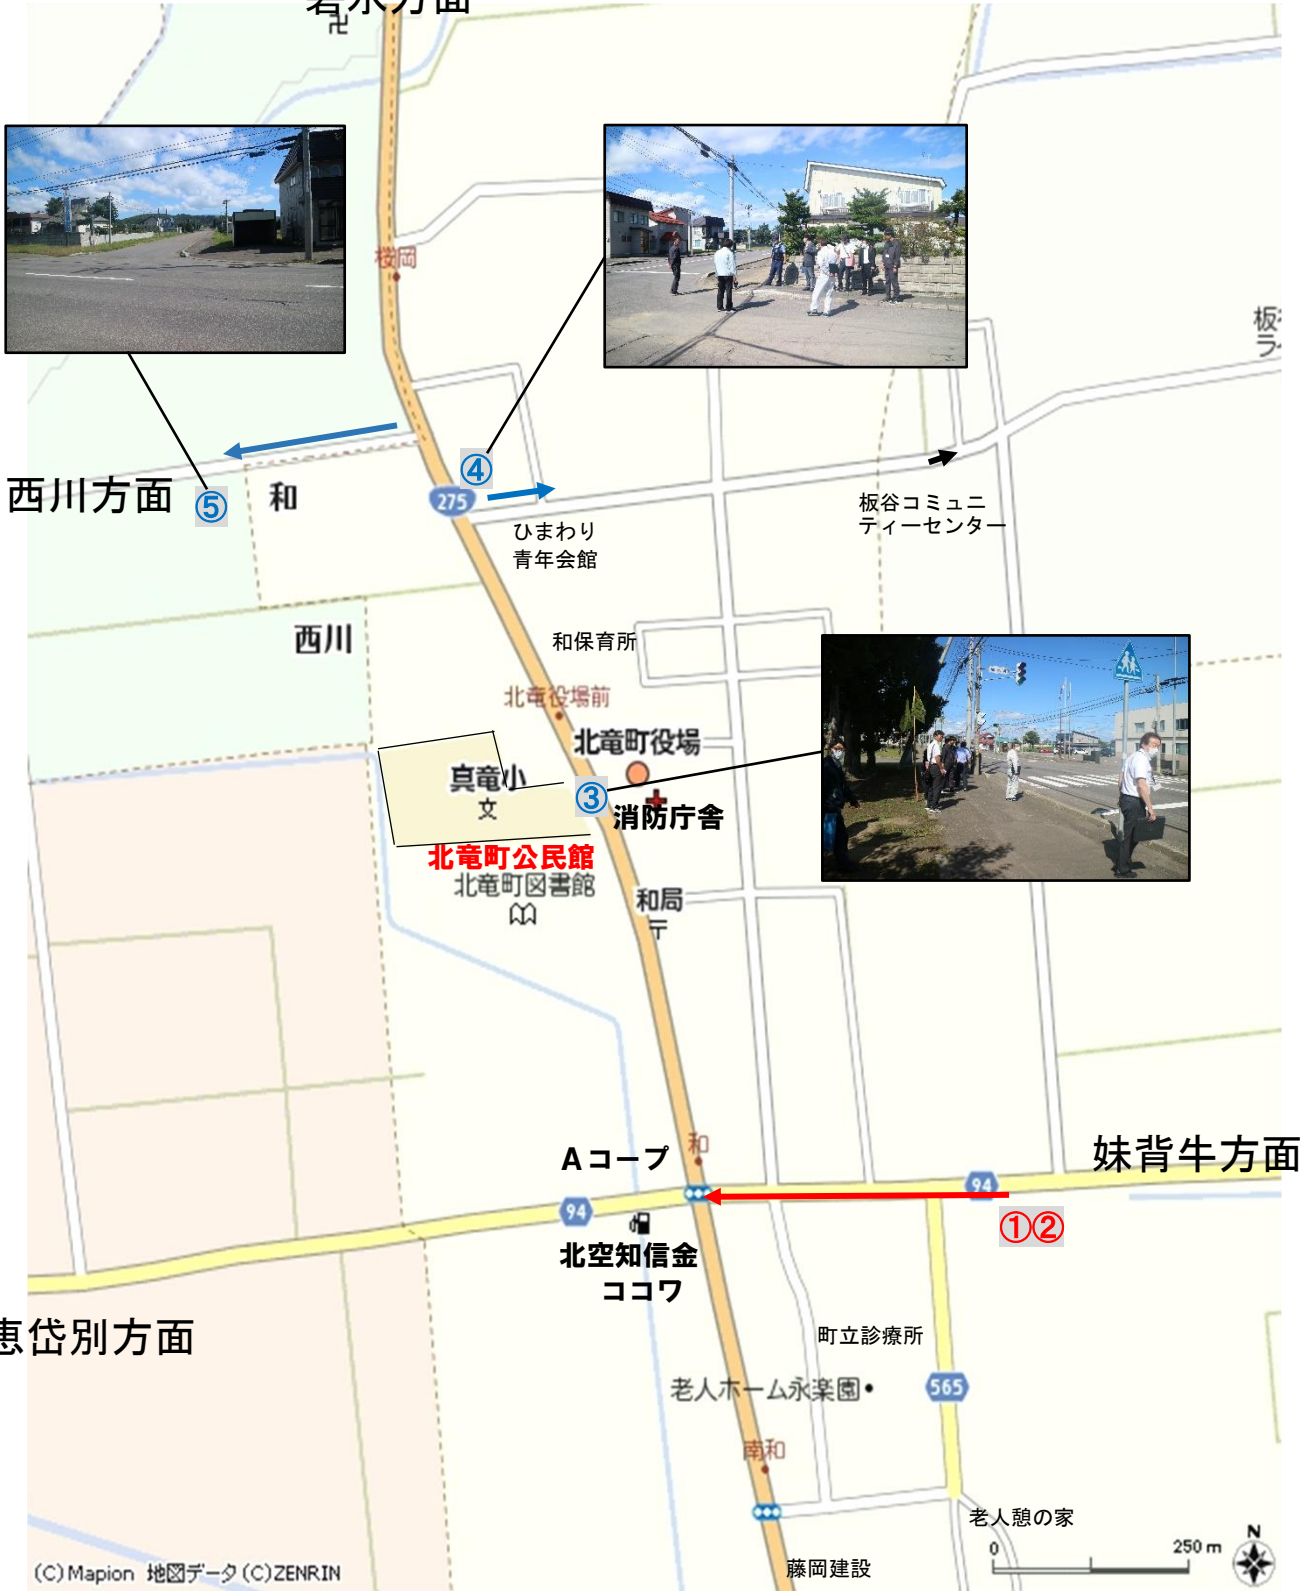 碧水方面
桜岡
板谷
西川方面
⑤
和
④
275
ひまわり
青年会館
板谷コミュニ
ティーセンター
西川
和保育所
北竜役場前
北竜町役場
真竜小
文
③
消防庁舎
北竜町公民館
北竜町図書館
和局
〒
Aコープ
和
妹背牛方面
94
94
①②
北空知信金
ココワ
恵岱別方面
町立診療所
老人ホーム永楽園
565
南和
老人憩の家
藤岡建設
0
250 m
N
(C)Mapion 地図データ(C)ZENRIN